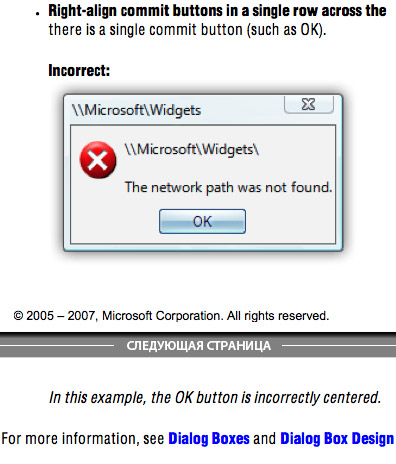 • Right-align commit buttons in a single row across the
there is a single commit button (such as OK).
Incorrect:
\\Microsoft\Widgets
\\Microsoft\Widgets\
The network path was not found.
OK
© 2005 – 2007, Microsoft Corporation. All rights reserved.
СЛЕДУЮЩАЯ СТРАНИЦА
In this example, the OK button is incorrectly centered.
For more information, see Dialog Boxes and Dialog Box Design